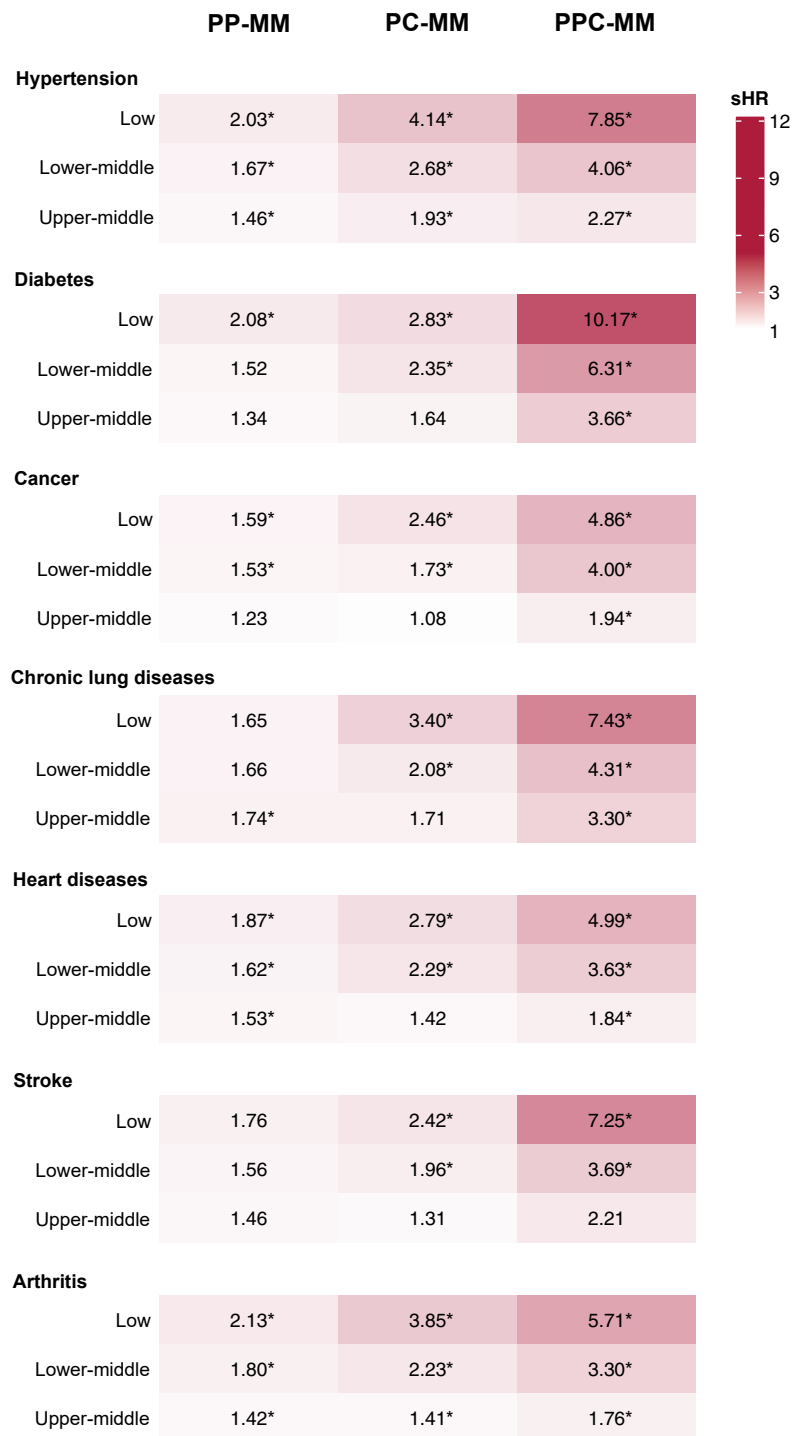 PP-MM PC-MM PPC-MM
Hypertension
Low 2.03* 4.14* 7.85*
Lower-middle 1.67* 2.68* 4.06*
Upper-middle 1.46* 1.93* 2.27*
Diabetes
Low 2.08* 2.83* 10.17*
Lower-middle 1.52 2.35* 6.31*
Upper-middle 1.34 1.64 3.66*
Cancer
Low 1.59* 2.46* 4.86*
Lower-middle 1.53* 1.73* 4.00*
Upper-middle 1.23 1.08 1.94*
Chronic lung diseases
Low 1.65 3.40* 7.43*
Lower-middle 1.66 2.08* 4.31*
Upper-middle 1.74* 1.71 3.30*
Heart diseases
Low 1.87* 2.79* 4.99*
Lower-middle 1.62* 2.29* 3.63*
Upper-middle 1.53* 1.42 1.84*
Stroke
Low 1.76 2.42* 7.25*
Lower-middle 1.56 1.96* 3.69*
Upper-middle 1.46 1.31 2.21
Arthritis
Low 2.13* 3.85* 5.71*
Lower-middle 1.80* 2.23* 3.30*
Upper-middle 1.42* 1.41* 1.76*
sHR
12
9
6
3
1